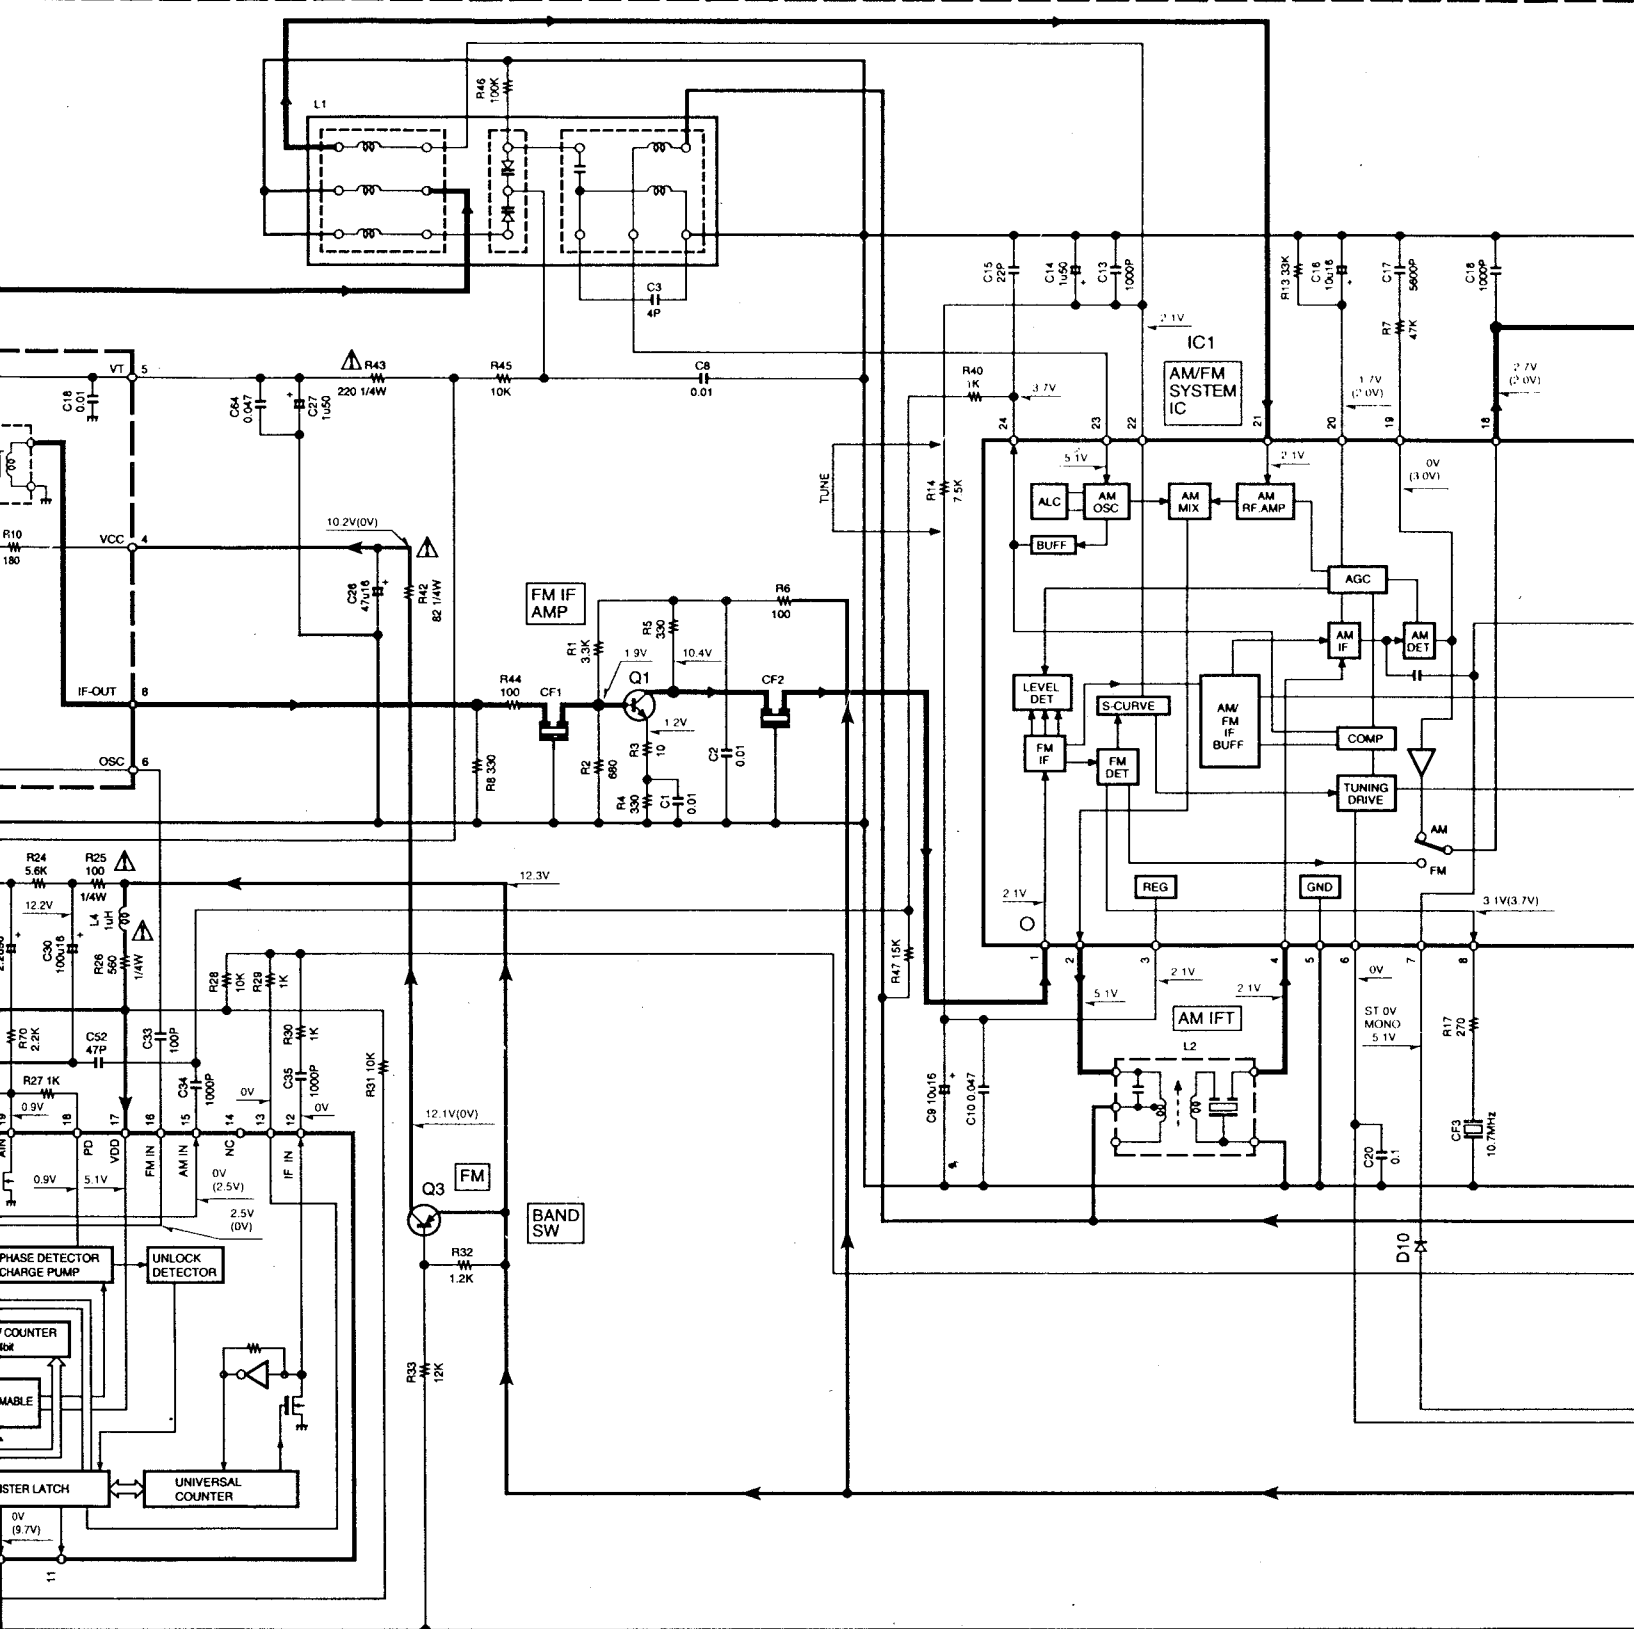 L1
R46
100K
C3
4P
VT
5
C18
0.01
C64
0.047
C27
1u50
R43
220 1/4W
R45
10K
C8
0.01
C15
22P
C14
1u50
C13
1000P
2.1V
IC1
AM/FM
SYSTEM
IC
R13 33K
C16
10u16
C17
5600P
R7
47K
C18
1000P
2.7V
(2.0V)
1.7V
(2.0V)
R40
1K
3.7V
24
23
22
21
20
19
18
TUNE
R14
7.5K
5.1V
2.1V
0V
(3.0V)
ALC
AM
OSC
AM
MIX
AM
RF.AMP
BUFF
AGC
R10
180
VCC
4
10.2V(0V)
C26
47u16
R42
82 1/4W
FM IF
AMP
R6
100
R1
3.3K
R5
330
1.9V
10.4V
Q1
CF2
IF-OUT
8
R44
100
CF1
1.2V
R3
10
R8 330
R2
680
C2
0.01
R4
330
C1
0.01
OSC
6
AM
IF
AM
DET
LEVEL
DET
S-CURVE
AM/
FM
IF
BUFF
COMP
FM
IF
FM
DET
TUNING
DRIVE
AM
FM
REG
GND
2.1V
3.1V(3.7V)
R24
5.6K
R25
100
1/4W
12.3V
12.2V
L4
1uH
C30
100u16
R26
560
1/4W
R28
10K
R29
1K
R30
1K
R47 15K
1
2
3
4
5
6
7
8
5.1V
2.1V
2.1V
0V
AM IFT
L2
ST 0V
MONO
5.1V
R17
270
R70
2.2K
C52
47P
C33
100P
C34
1000P
C35
1000P
R31 10K
R27 1K
0.9V
0V
0V
19
18
17
16
15
14
13
12
12.1V(0V)
C9 10u16
C10 0.047
C20
0.1
CF3
10.7MHz
AIN
PD
VDD
FM IN
AM IN
NC
IF IN
0.9V
5.1V
0V
(2.5V)
2.5V
(0V)
FM
Q3
BAND
SW
R32
1.2K
D10
PHASE DETECTOR
CHARGE PUMP
UNLOCK
DETECTOR
COUNTER
R33
12K
MABLE
ISTER LATCH
UNIVERSAL
COUNTER
0V
(9.7V)
11